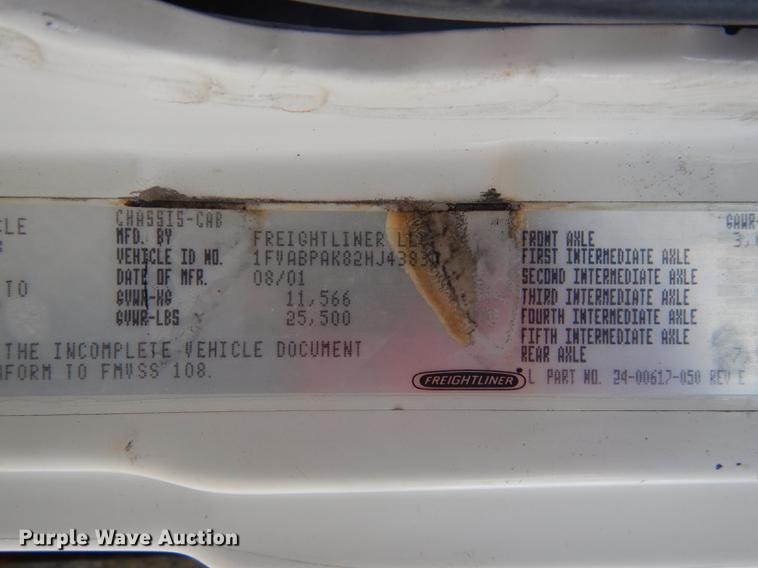 CLE
CHASSIS-CAB
GAWR-
MFD. BY FREIGHTLINER
FRONT AXLE
VEHICLE ID NO.
FIRST INTERMEDIATE AXLE
DATE OF MFR. 08/01
SECOND INTERMEDIATE AXLE
TO
GVWR-KG 11,566
THIRD INTERMEDIATE AXLE
GVWR-LBS 25,500
FOURTH INTERMEDIATE AXLE
FIFTH INTERMEDIATE AXLE
THE INCOMPLETE VEHICLE DOCUMENT
REAR AXLE
NFORM TO FMVSS 108.
FREIGHTLINER
PART NO. 24-00617-050 REV E
Purple Wave Auction